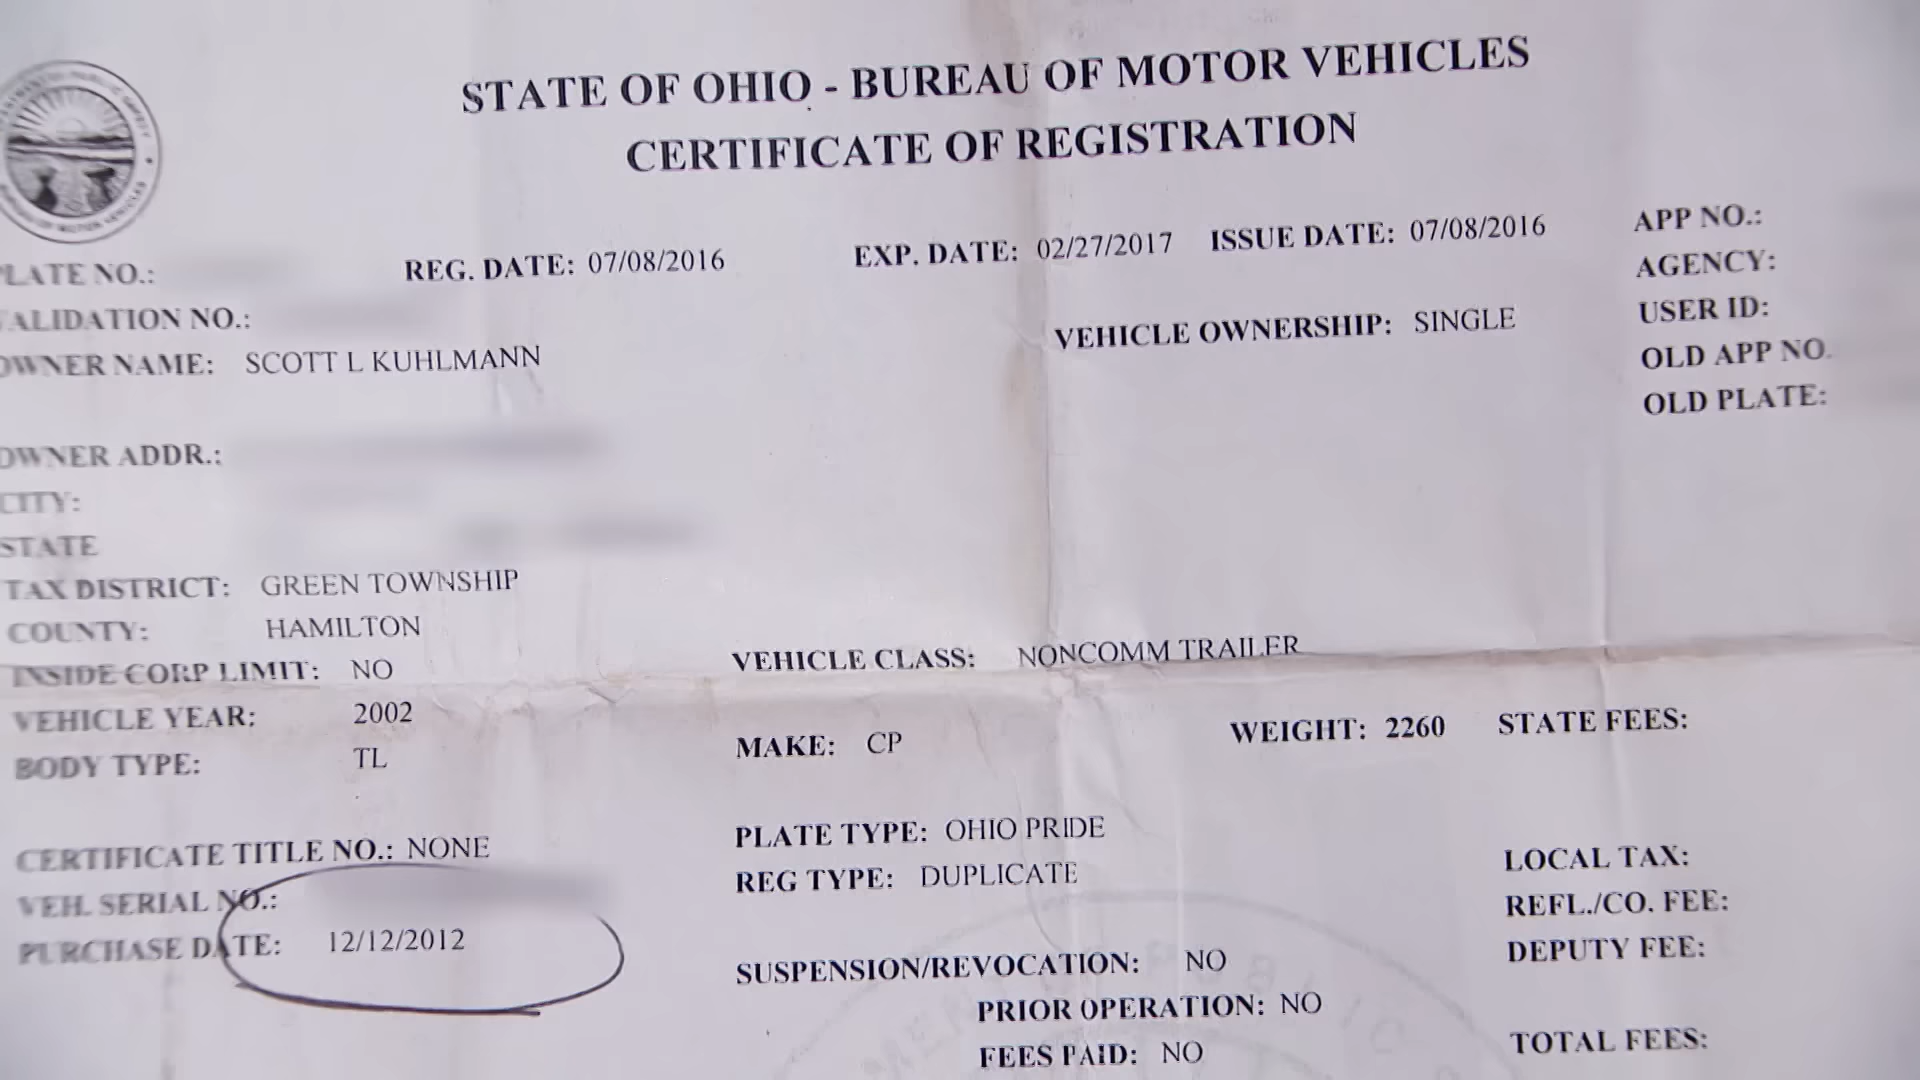 STATE OF OHIO - BUREAU OF MOTOR VEHICLES
CERTIFICATE OF REGISTRATION
PLATE NO.: REG. DATE: 07/08/2016 EXP. DATE: 02/27/2017 ISSUE DATE: 07/08/2016 APP NO.:
AGENCY:
VALIDATION NO.: VEHICLE OWNERSHIP: SINGLE USER ID:
OWNER NAME: SCOTT L KUHLMANN OLD APP NO.
OLD PLATE:
OWNER ADDR.:
CITY:
STATE
TAX DISTRICT: GREEN TOWNSHIP
COUNTY: HAMILTON
INSIDE CORP LIMIT: NO VEHICLE CLASS: NONCOMM TRAILER
VEHICLE YEAR: 2002 MAKE: CP WEIGHT: 2260 STATE FEES:
BODY TYPE: TL
CERTIFICATE TITLE NO.: NONE PLATE TYPE: OHIO PRIDE LOCAL TAX:
VEH. SERIAL NO.: REG TYPE: DUPLICATE REFL./CO. FEE:
PURCHASE DATE: 12/12/2012 SUSPENSION/REVOCATION: NO DEPUTY FEE:
PRIOR OPERATION: NO
FEES PAID: NO TOTAL FEES: